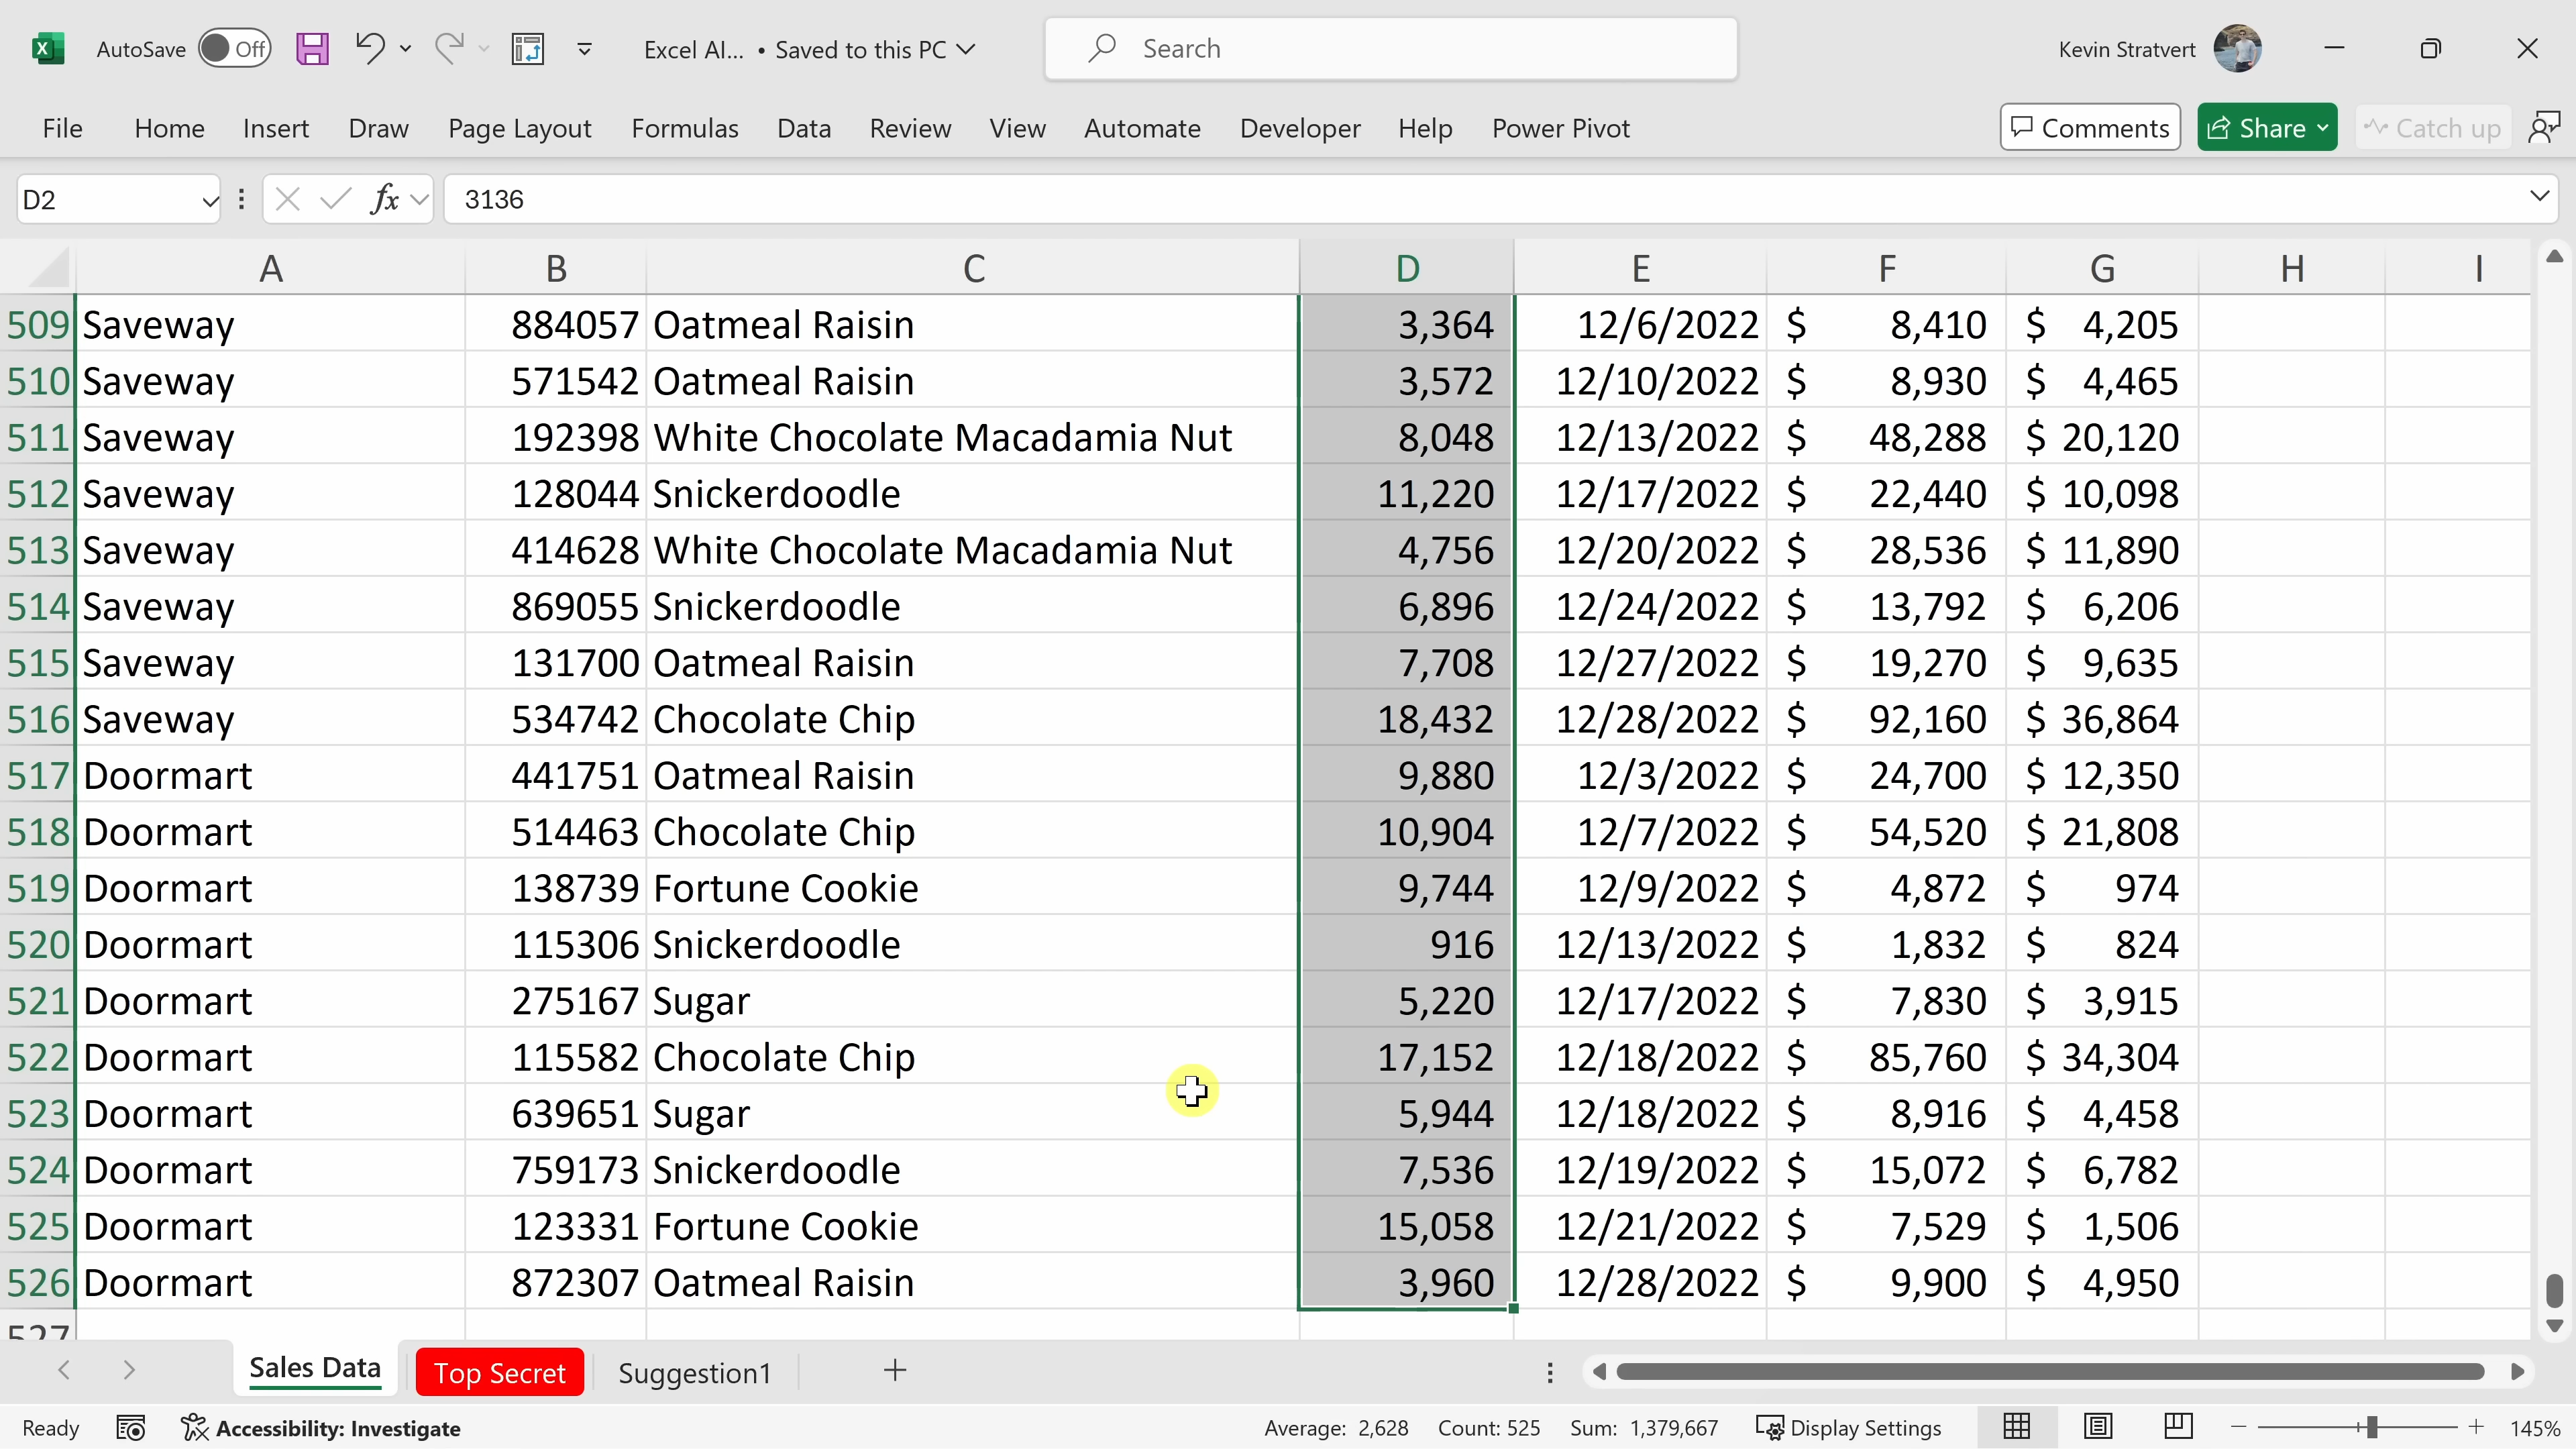 AutoSave Off Excel AI... • Saved to this PC Search Kevin Stratvert
File Home Insert Draw Page Layout Formulas Data Review View Automate Developer Help Power Pivot Comments Share Catch up
D2 fx 3136
A B C D E F G H I
509 Saveway 884057 Oatmeal Raisin 3,364 12/6/2022 $ 8,410 $ 4,205
510 Saveway 571542 Oatmeal Raisin 3,572 12/10/2022 $ 8,930 $ 4,465
511 Saveway 192398 White Chocolate Macadamia Nut 8,048 12/13/2022 $ 48,288 $ 20,120
512 Saveway 128044 Snickerdoodle 11,220 12/17/2022 $ 22,440 $ 10,098
513 Saveway 414628 White Chocolate Macadamia Nut 4,756 12/20/2022 $ 28,536 $ 11,890
514 Saveway 869055 Snickerdoodle 6,896 12/24/2022 $ 13,792 $ 6,206
515 Saveway 131700 Oatmeal Raisin 7,708 12/27/2022 $ 19,270 $ 9,635
516 Saveway 534742 Chocolate Chip 18,432 12/28/2022 $ 92,160 $ 36,864
517 Doormart 441751 Oatmeal Raisin 9,880 12/3/2022 $ 24,700 $ 12,350
518 Doormart 514463 Chocolate Chip 10,904 12/7/2022 $ 54,520 $ 21,808
519 Doormart 138739 Fortune Cookie 9,744 12/9/2022 $ 4,872 $ 974
520 Doormart 115306 Snickerdoodle 916 12/13/2022 $ 1,832 $ 824
521 Doormart 275167 Sugar 5,220 12/17/2022 $ 7,830 $ 3,915
522 Doormart 115582 Chocolate Chip 17,152 12/18/2022 $ 85,760 $ 34,304
523 Doormart 639651 Sugar 5,944 12/18/2022 $ 8,916 $ 4,458
524 Doormart 759173 Snickerdoodle 7,536 12/19/2022 $ 15,072 $ 6,782
525 Doormart 123331 Fortune Cookie 15,058 12/21/2022 $ 7,529 $ 1,506
526 Doormart 872307 Oatmeal Raisin 3,960 12/28/2022 $ 9,900 $ 4,950
527
Sales Data Top Secret Suggestion1
Ready Accessibility: Investigate Average: 2,628 Count: 525 Sum: 1,379,667 Display Settings 145%